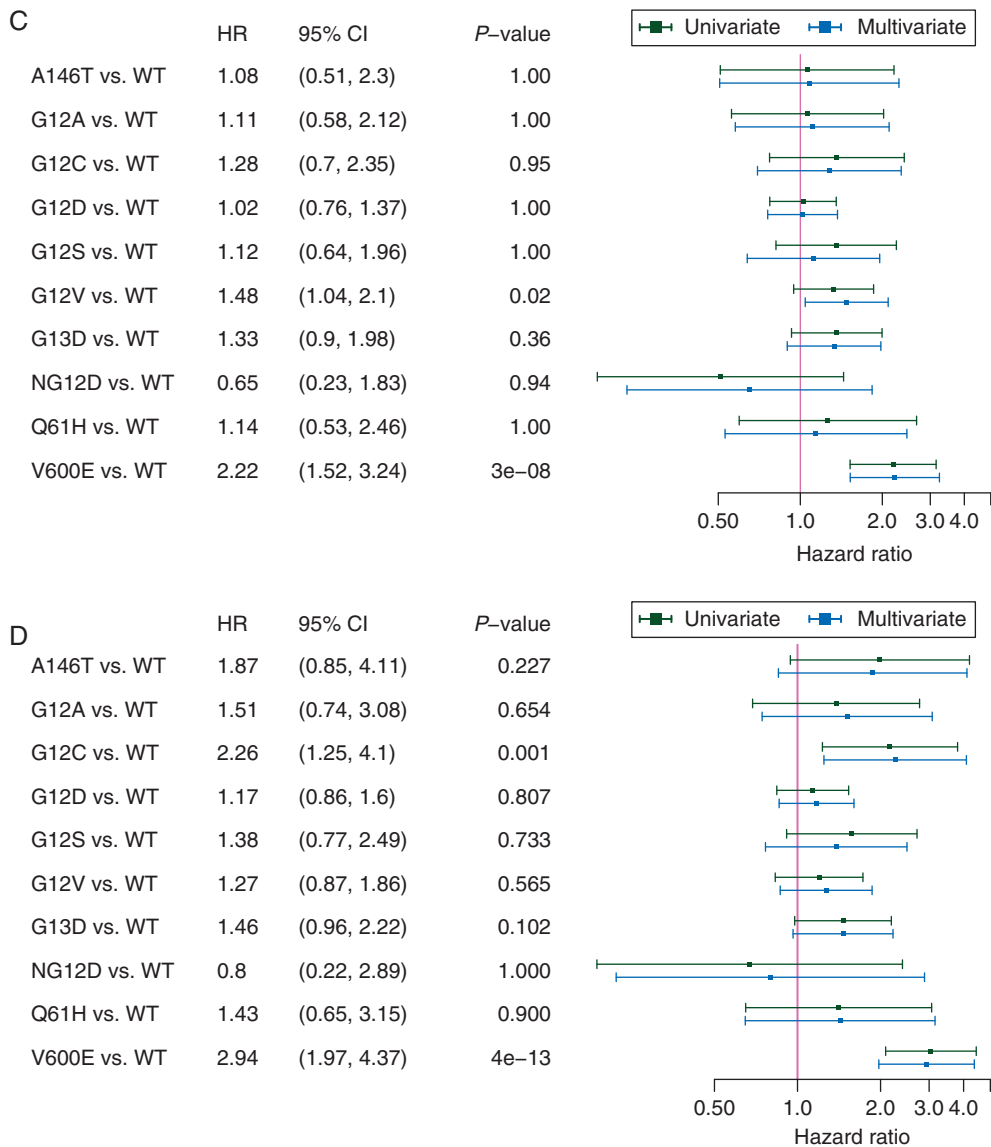 C
HR 95% CI P–value
Univariate Multivariate
A146T vs. WT 1.08 (0.51, 2.3) 1.00
G12A vs. WT 1.11 (0.58, 2.12) 1.00
G12C vs. WT 1.28 (0.7, 2.35) 0.95
G12D vs. WT 1.02 (0.76, 1.37) 1.00
G12S vs. WT 1.12 (0.64, 1.96) 1.00
G12V vs. WT 1.48 (1.04, 2.1) 0.02
G13D vs. WT 1.33 (0.9, 1.98) 0.36
NG12D vs. WT 0.65 (0.23, 1.83) 0.94
Q61H vs. WT 1.14 (0.53, 2.46) 1.00
V600E vs. WT 2.22 (1.52, 3.24) 3e–08
0.50 1.0 2.0 3.0 4.0
Hazard ratio
D
HR 95% CI P–value
Univariate Multivariate
A146T vs. WT 1.87 (0.85, 4.11) 0.227
G12A vs. WT 1.51 (0.74, 3.08) 0.654
G12C vs. WT 2.26 (1.25, 4.1) 0.001
G12D vs. WT 1.17 (0.86, 1.6) 0.807
G12S vs. WT 1.38 (0.77, 2.49) 0.733
G12V vs. WT 1.27 (0.87, 1.86) 0.565
G13D vs. WT 1.46 (0.96, 2.22) 0.102
NG12D vs. WT 0.8 (0.22, 2.89) 1.000
Q61H vs. WT 1.43 (0.65, 3.15) 0.900
V600E vs. WT 2.94 (1.97, 4.37) 4e–13
0.50 1.0 2.0 3.0 4.0
Hazard ratio